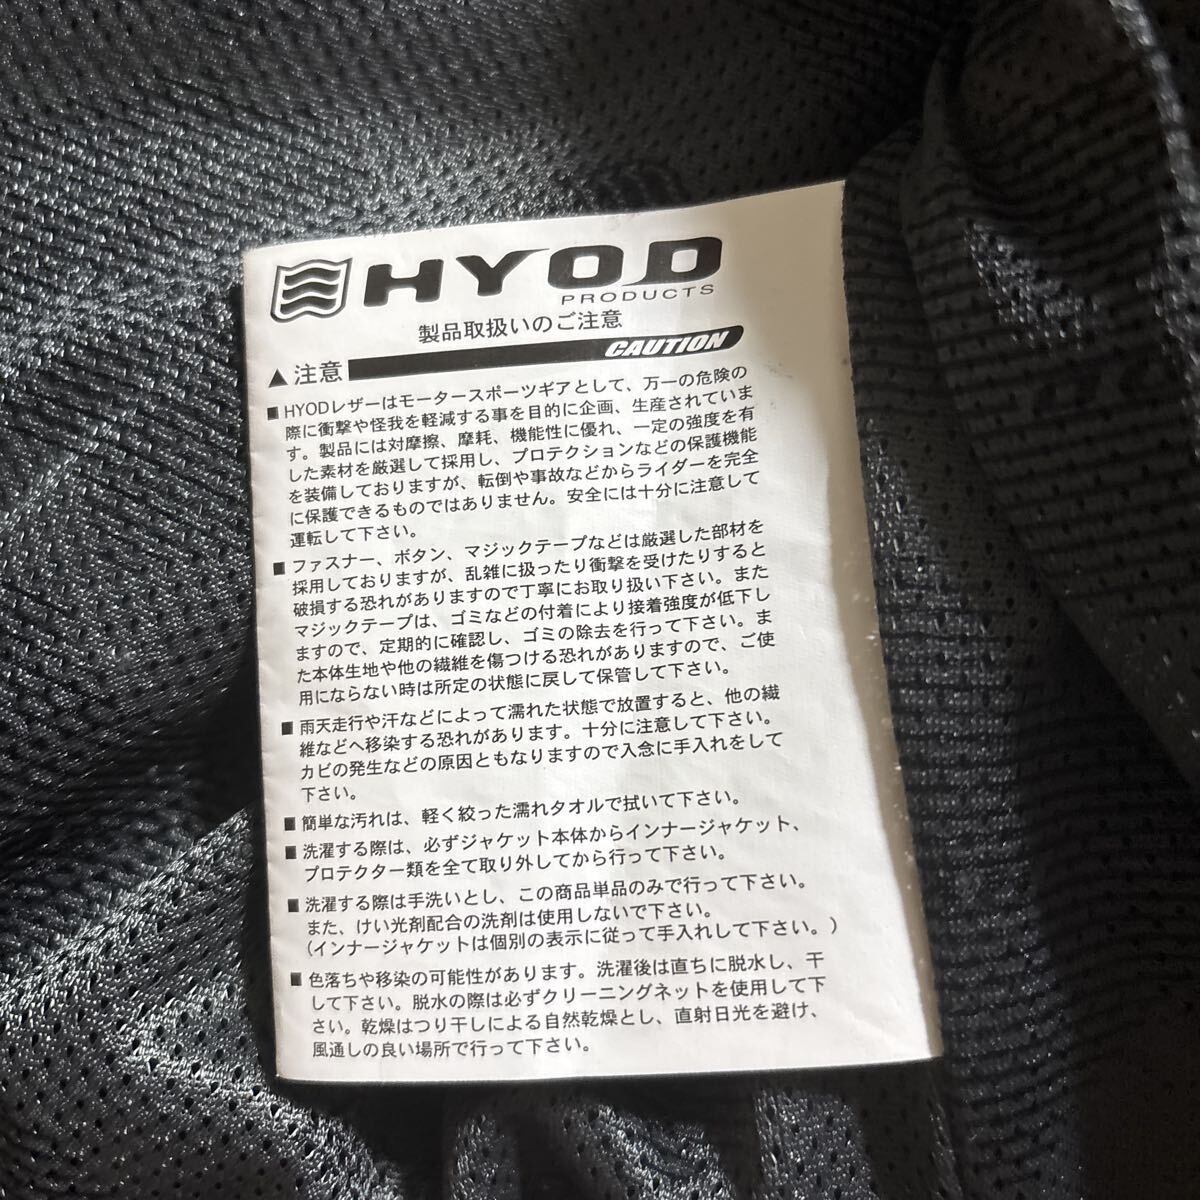 HYOD
PRODUCTS
製品取扱いのご注意
▲注意 CAUTION
■ HYODレザーはモータースポーツギアとして、万一の危険の
際に衝撃や怪我を軽減する事を目的に企画、生産されていま
す。製品には対摩擦、摩耗、機能性に優れ、一定の強度を有
した素材を厳選して採用し、プロテクションなどの保護機能
を装備しておりますが、転倒や事故などからライダーを完全
に保護できるものではありません。安全には十分に注意して
運転して下さい。
■ ファスナー、ボタン、マジックテープなどは厳選した部材を
採用しておりますが、乱雑に扱ったり衝撃を受けたりすると
破損する恐れがありますので丁寧にお取り扱い下さい。また
マジックテープは、ゴミなどの付着により接着強度が低下し
ますので、定期的に確認し、ゴミの除去を行って下さい。ま
た本体生地や他の繊維を傷つける恐れがありますので、ご使
用にならない時は所定の状態に戻して保管して下さい。
■ 雨天走行や汗などによって濡れた状態で放置すると、他の繊
維などへ移染する恐れがあります。十分に注意して下さい。
カビの発生などの原因ともなりますので入念に手入れをして
下さい。
■ 簡単な汚れは、軽く絞った濡れタオルで拭いて下さい。
■ 洗濯する際は、必ずジャケット本体からインナージャケット、
プロテクター類を全て取り外してから行って下さい。
■ 洗濯する際は手洗いとし、この商品単品のみで行って下さい。
また、けい光剤配合の洗剤は使用しないで下さい。
(インナージャケットは個別の表示に従って手入れして下さい。)
■ 色落ちや移染の可能性があります。洗濯後は直ちに脱水し、干
して下さい。脱水の際は必ずクリーニングネットを使用して下
さい。乾燥はつり干しによる自然乾燥とし、直射日光を避け、
風通しの良い場所で行って下さい。